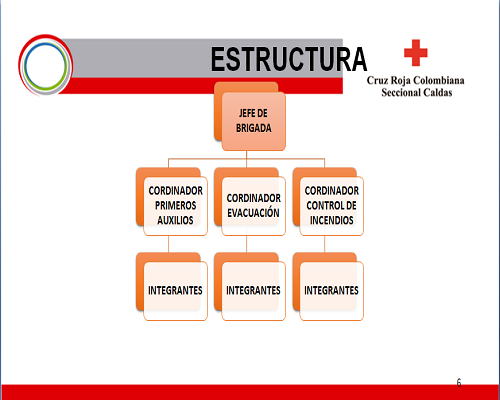 ESTRUCTURA
Cruz Roja Colombiana
Seccional Caldas
JEFE DE
BRIGADA
CORDINADOR
PRIMEROS
AUXILIOS
CORDINADOR
EVACUACIÓN
CORDINADOR
CONTROL DE
INCENDIOS
INTEGRANTES
INTEGRANTES
INTEGRANTES
6